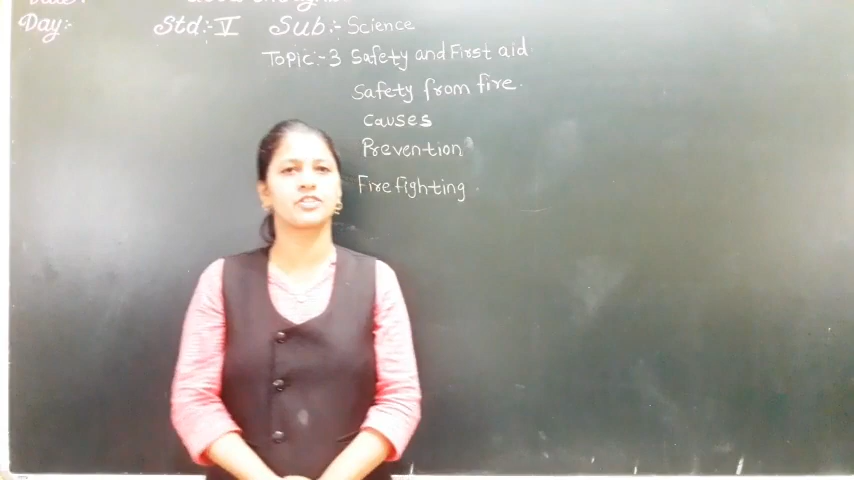 Day:-
Std:- V Sub:- Science
Topic:-3 Safety and First aid.
Safety from fire.
causes
Prevention
Fire fighting.